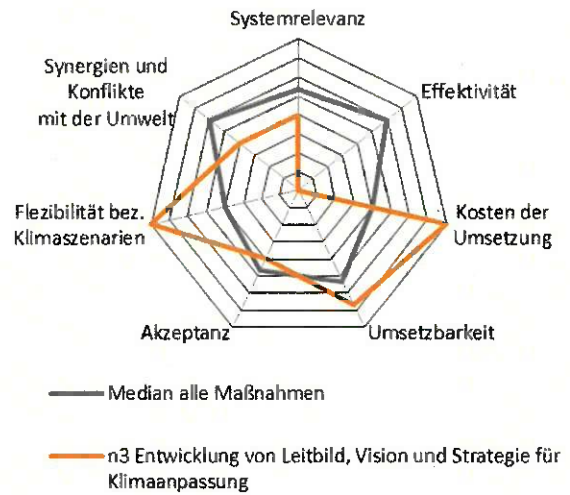 Systemrelevanz
Synergien und
Konflikte
mit der Umwelt
Effektivität
Flezibilität bez.
Klimaszenarien
Kosten der
Umsetzung
Akzeptanz
Umsetzbarkeit
Median alle Maßnahmen
n3 Entwicklung von Leitbild, Vision und Strategie für
Klimaanpassung